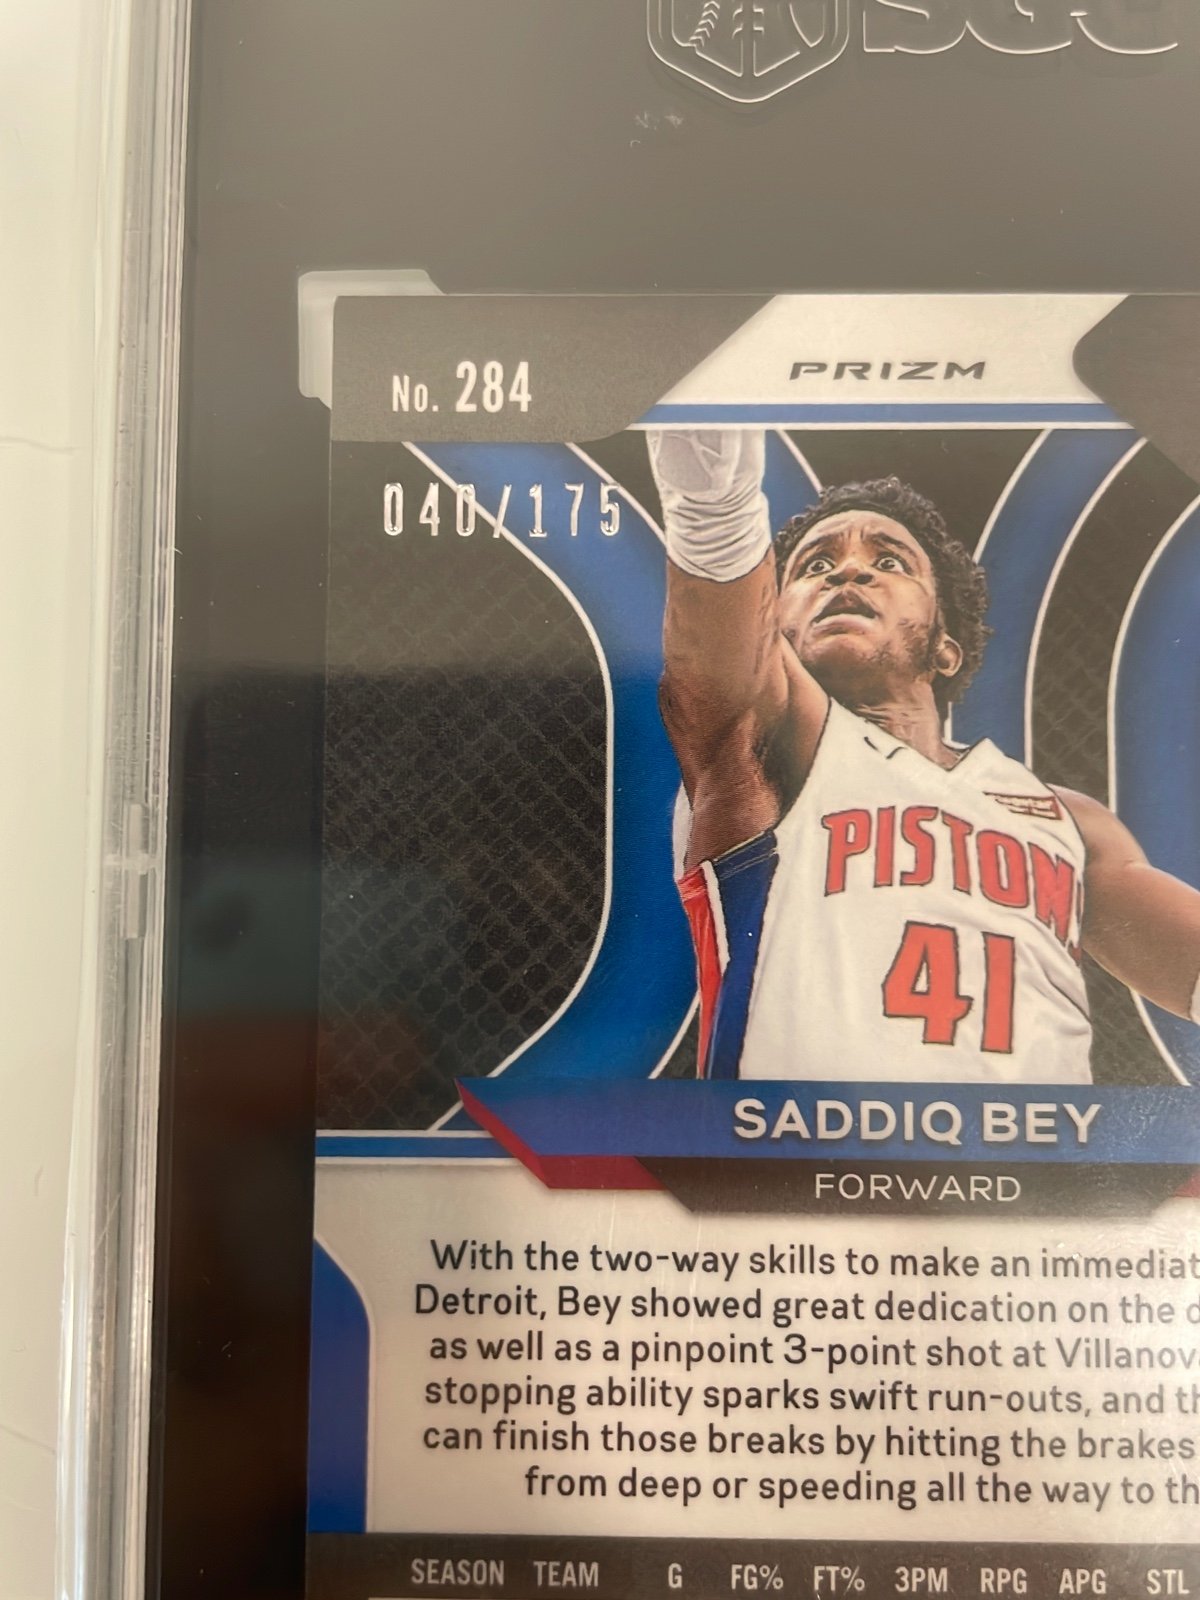 SGC
No. 284
PRIZM
040/175
PISTONS
41
SADDIQ BEY
FORWARD
With the two-way skills to make an immediat
Detroit, Bey showed great dedication on the
as well as a pinpoint 3-point shot at Villanov
stopping ability sparks swift run-outs, and th
can finish those breaks by hitting the brakes
from deep or speeding all the way to th
SEASON TEAM G FG% FT% 3PM RPG APG STL